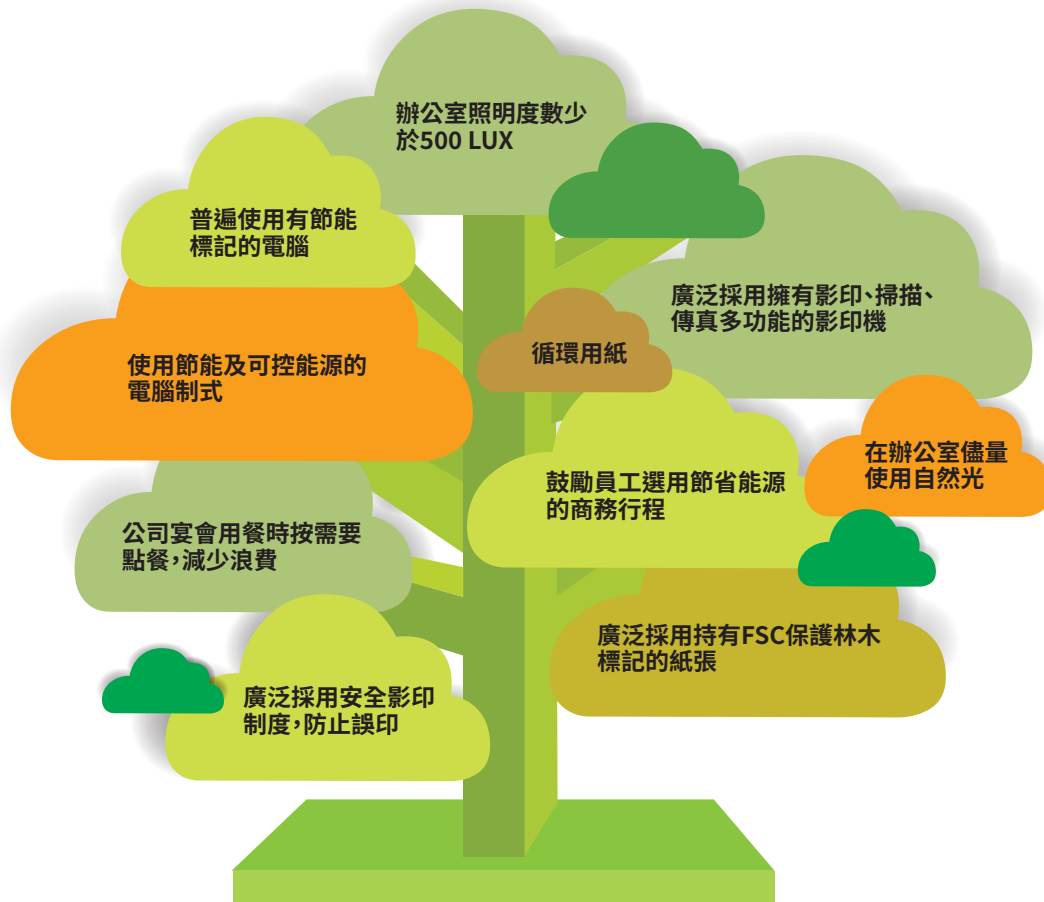 辦公室照明度數少
於500 LUX
普遍使用有節能
標記的電腦
廣泛採用擁有影印、掃描、
傳真多功能的影印機
循環用紙
使用節能及可控能源的
電腦制式
在辦公室儘量
使用自然光
鼓勵員工選用節省能源
的商務行程
公司宴會用餐時按需要
點餐，減少浪費
廣泛採用持有FSC保護林木
標記的紙張
廣泛採用安全影印
制度，防止誤印